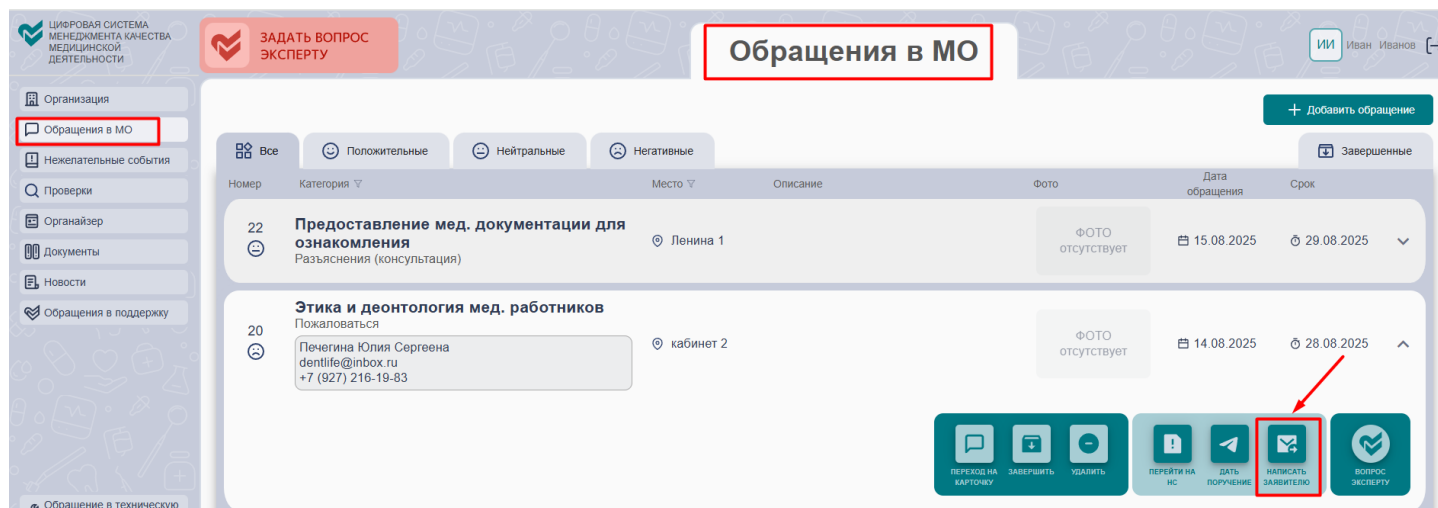 ЦИФРОВАЯ СИСТЕМА
МЕНЕДЖМЕНТА КАЧЕСТВА
МЕДИЦИНСКОЙ
ДЕЯТЕЛЬНОСТИ
ЗАДАТЬ ВОПРОС
ЭКСПЕРТУ
Обращения в МО
ИИ Иван Иванов
Организация
Обращения в МО
Нежелательные события
Проверки
Органайзер
Документы
Новости
Обращения в поддержку
Обращение в техническую
+ Добавить обращение
Все Положительные Нейтральные Негативные Завершенные
Номер Категория Место Описание Фото Дата обращения Срок
22
Предоставление мед. документации для
ознакомления
Разъяснения (консультация)
Ленина 1
ФОТО
отсутствует
15.08.2025 29.08.2025
20
Этика и деонтология мед. работников
Пожаловаться
Печегина Юлия Сергеена
dentlife@inbox.ru
+7 (927) 216-19-83
кабинет 2
ФОТО
отсутствует
14.08.2025 28.08.2025
ПЕРЕХОД НА
КАРТОЧКУ
ЗАВЕРШИТЬ
УДАЛИТЬ
ПЕРЕЙТИ НА
НС
ДАТЬ
ПОРУЧЕНИЕ
НАПИСАТЬ
ЗАЯВИТЕЛЮ
ВОПРОС
ЭКСПЕРТУ